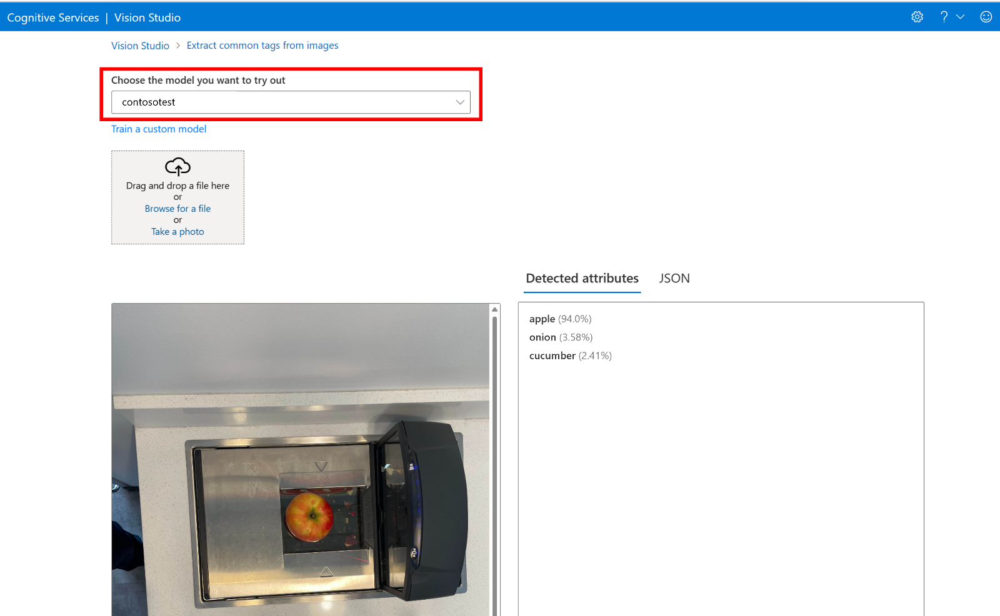 Cognitive Services | Vision Studio
Vision Studio > Extract common tags from images
Choose the model you want to try out
contosotest
Train a custom model
Drag and drop a file here
or
Browse for a file
or
Take a photo
Detected attributes JSON
apple (94.0%)
onion (3.58%)
cucumber (2.41%)